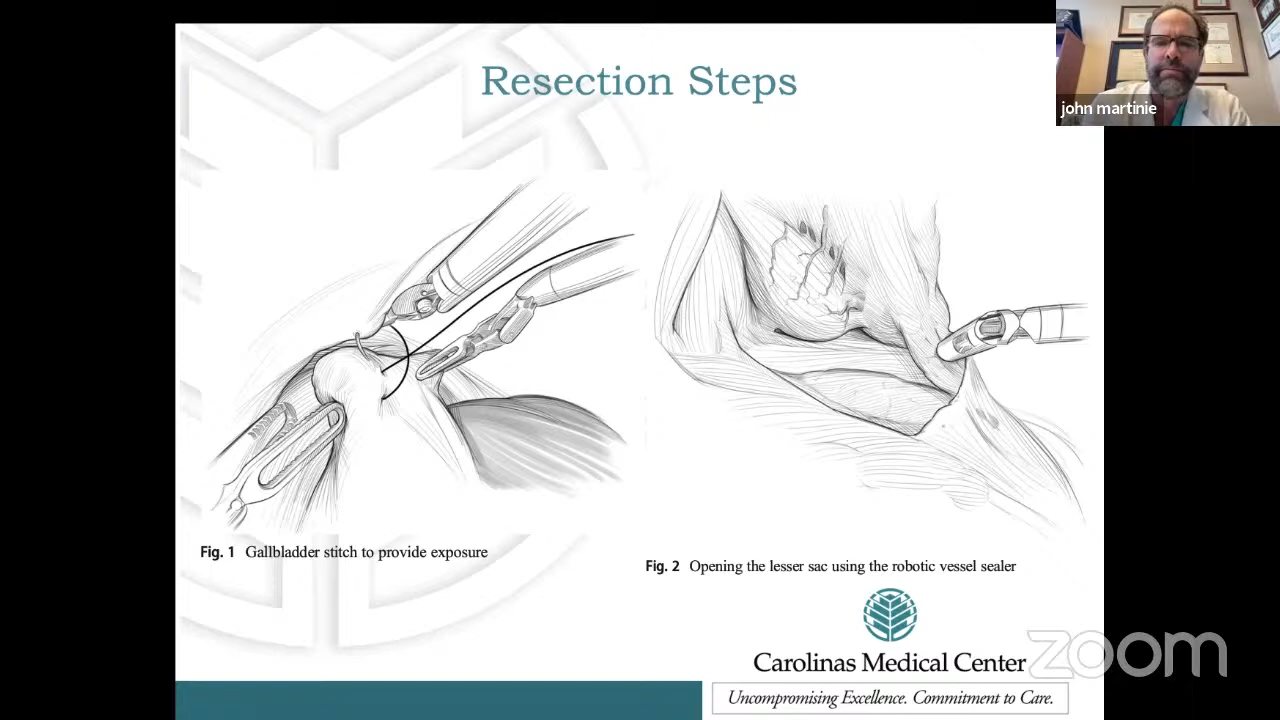 Resection Steps
john martinie
Fig. 1 Gallbladder stitch to provide exposure
Fig. 2 Opening the lesser sac using the robotic vessel sealer
Carolinas Medical Center
Uncompromising Excellence. Commitment to Care.
zoom